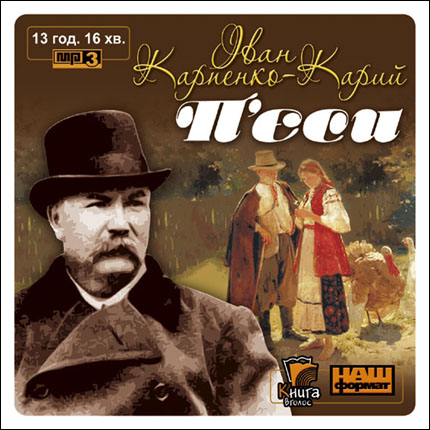 13 год. 16 хв.
mp3
Іван
Карпенко-Карий
П'єси
Книга
Вголос
НАШ
формат